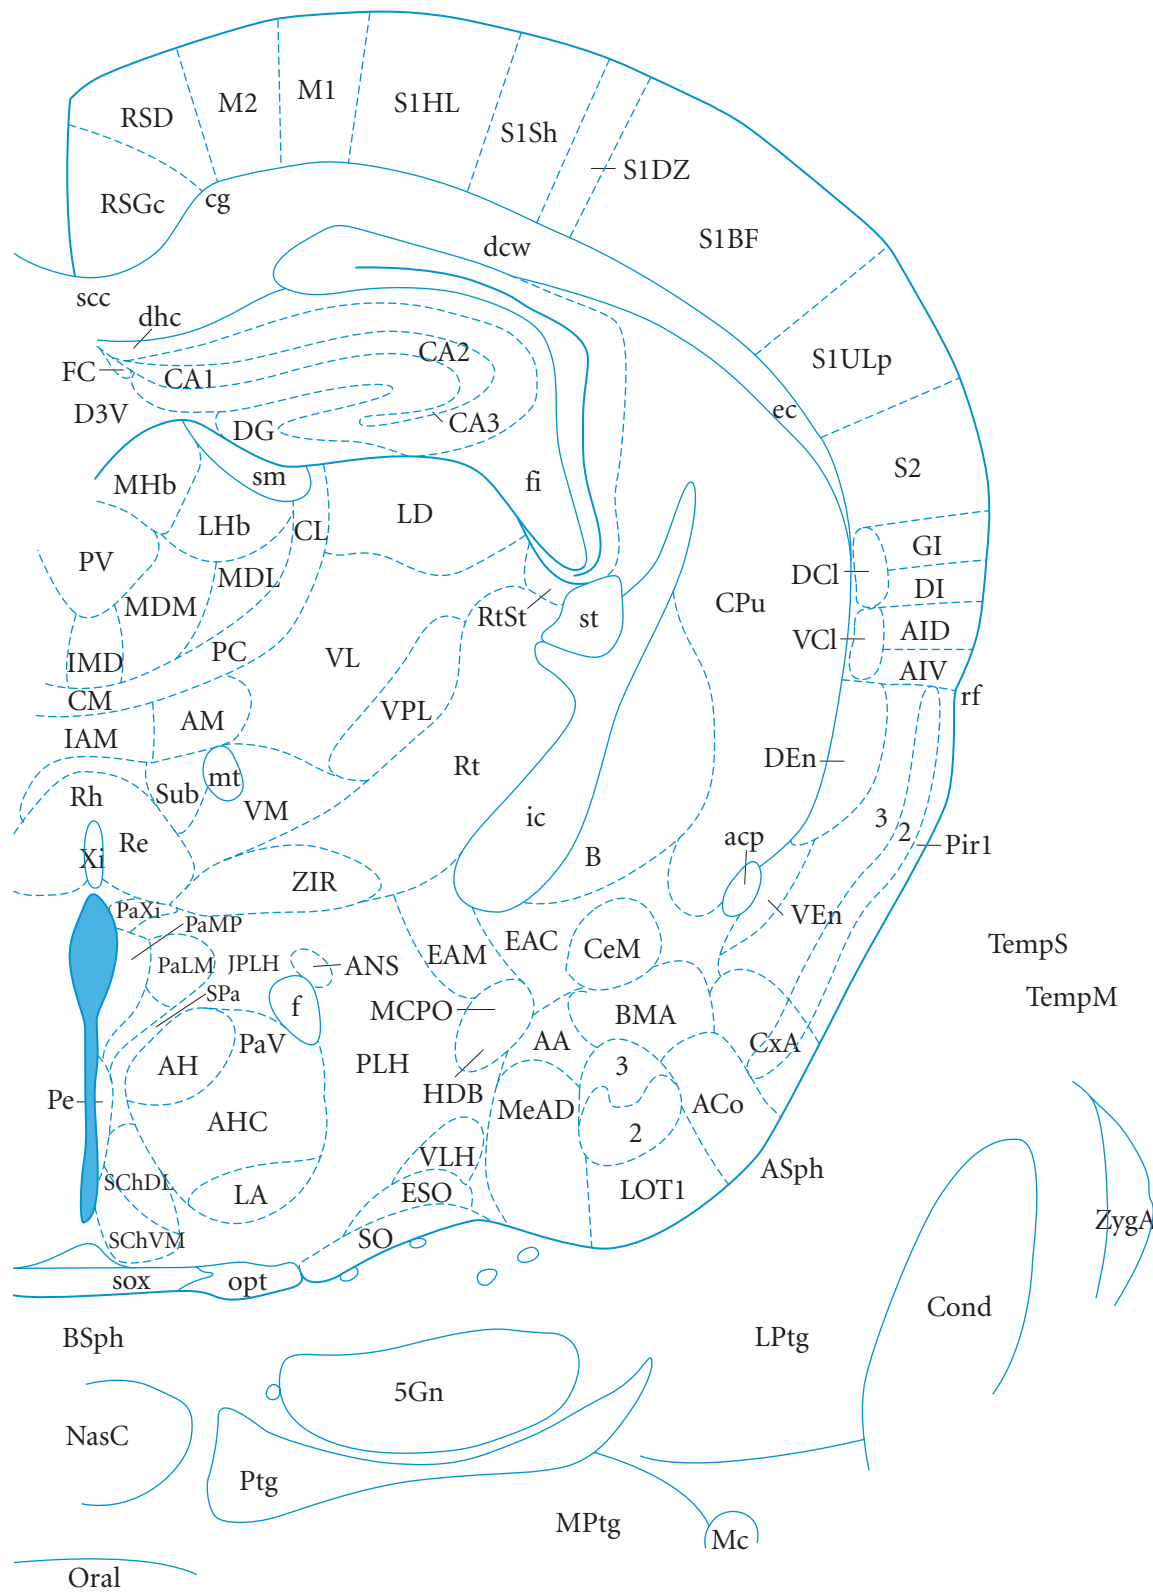 M1
M2
S1HL
RSD
S1Sh
S1DZ
RSGc
cg
S1BF
dcw
scc
dhc
CA2
S1ULp
FC
CA1
ec
D3V
DG
CA3
S2
MHb
sm
fi
LHb
CL
LD
GI
PV
MDL
DCl
DI
MDM
RtSt
st
CPu
VCl
AID
IMD
PC
VL
AIV
CM
rf
AM
VPL
IAM
Rt
DEn
mt
Rh
Sub
VM
ic
3
2
Re
acp
Pir1
Xi
B
ZIR
PaXi
VEn
PaMP
EAC
CeM
TempS
PaLM
JPLH
ANS
EAM
SPa
f
MCPO
BMA
TempM
PaV
AA
CxA
AH
PLH
3
Pe
HDB
MeAD
ACo
AHC
2
VLH
ASph
SChDL
LA
ESO
LOT1
SChVM
SO
ZygA
sox
opt
Cond
BSph
LPtg
5Gn
NasC
Ptg
MPtg
Mc
Oral